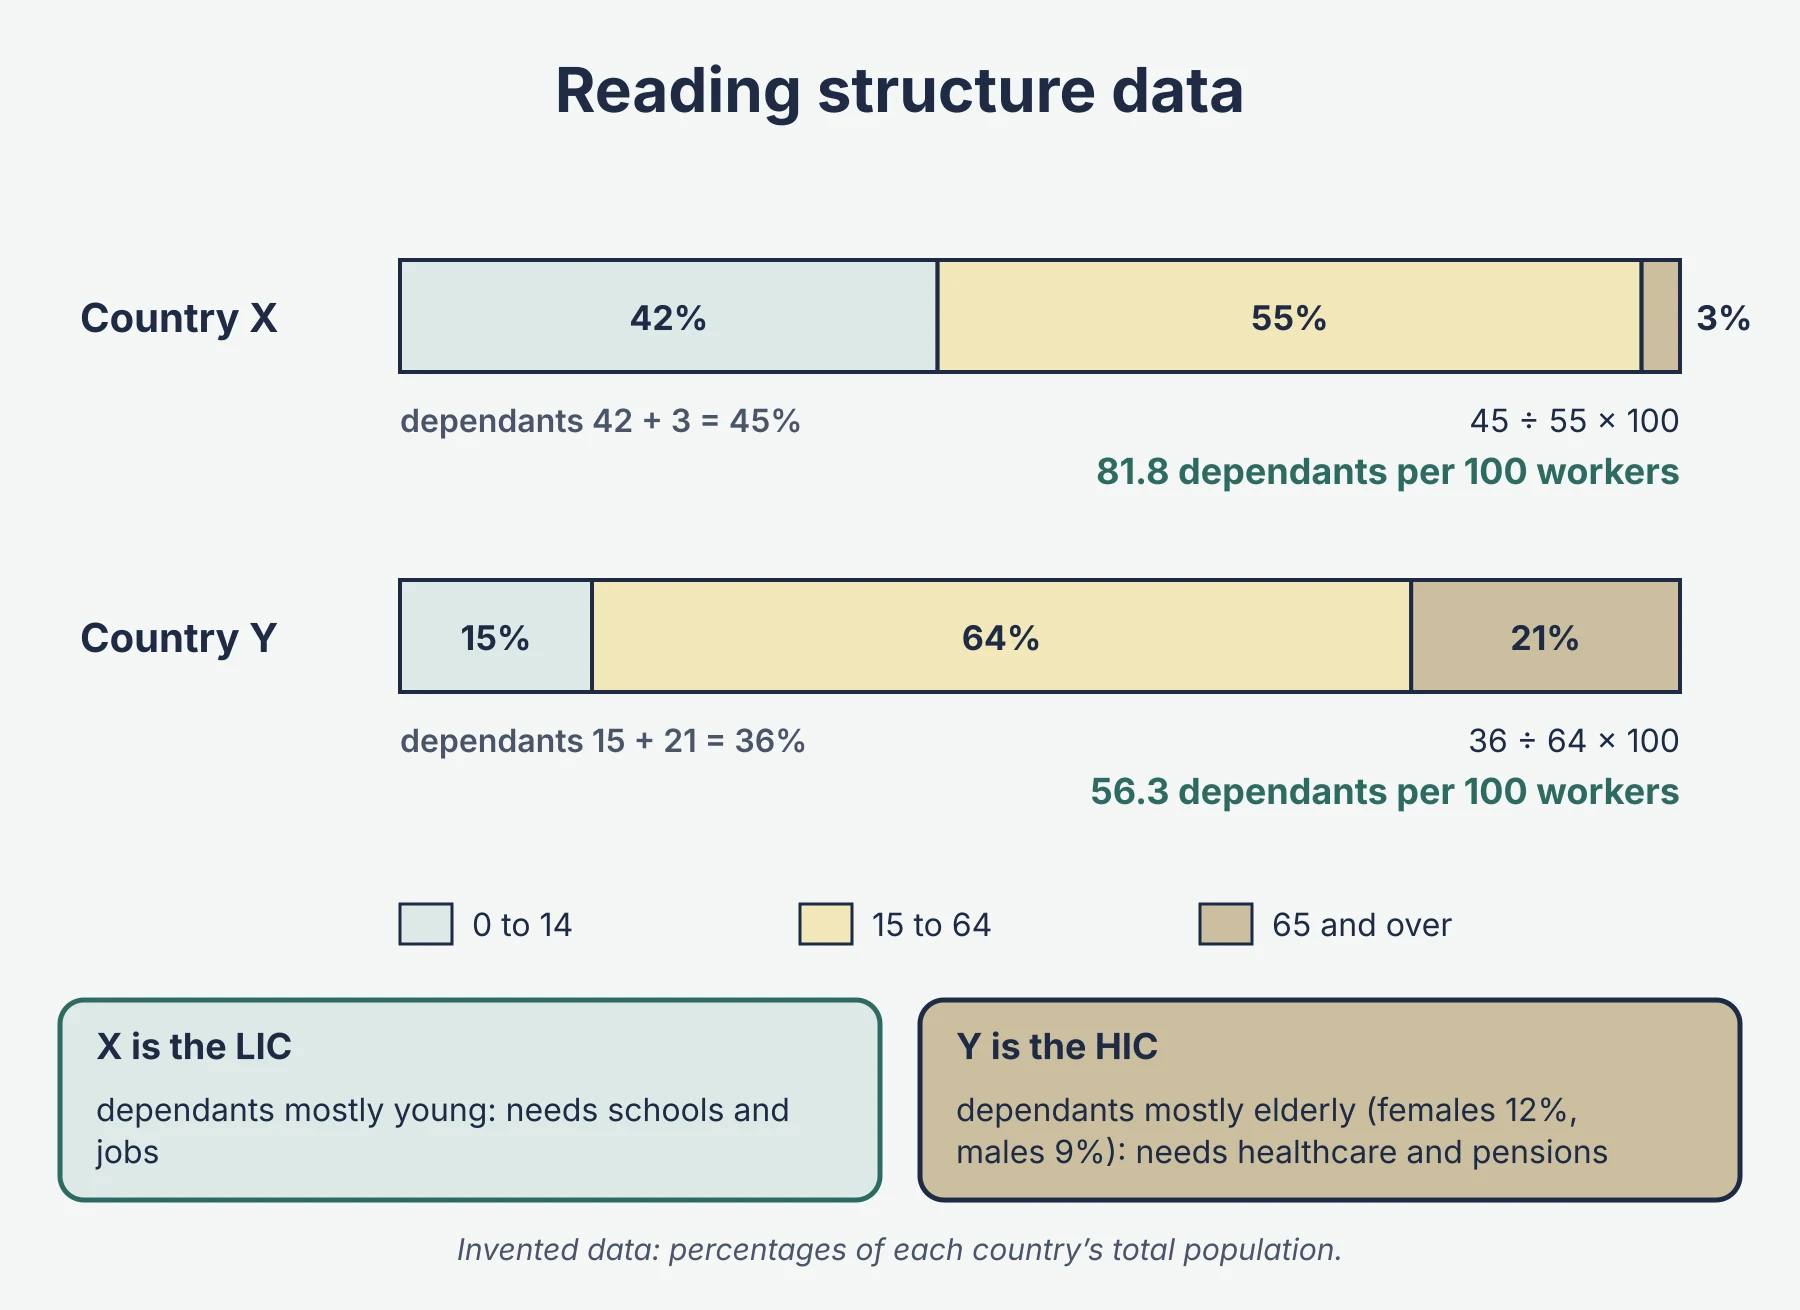 Reading structure data
Country X
42%
55%
3%
dependants 42 + 3 = 45%
45 ÷ 55 × 100
81.8 dependants per 100 workers
Country Y
15%
64%
21%
dependants 15 + 21 = 36%
36 ÷ 64 × 100
56.3 dependants per 100 workers
0 to 14
15 to 64
65 and over
X is the LIC
dependants mostly young: needs schools and
jobs
Y is the HIC
dependants mostly elderly (females 12%,
males 9%): needs healthcare and pensions
Invented data: percentages of each country’s total population.